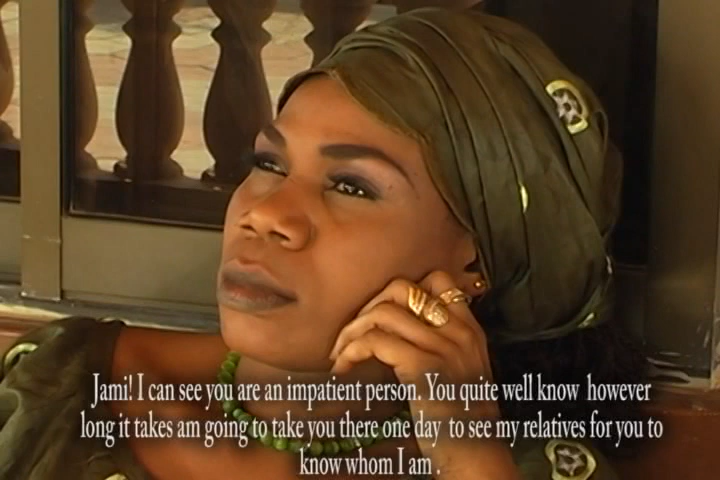 Jami! I can see you are an impatient person. You quite well know however
long it takes am going to take you there one day to see my relatives for you to
know whom I am .